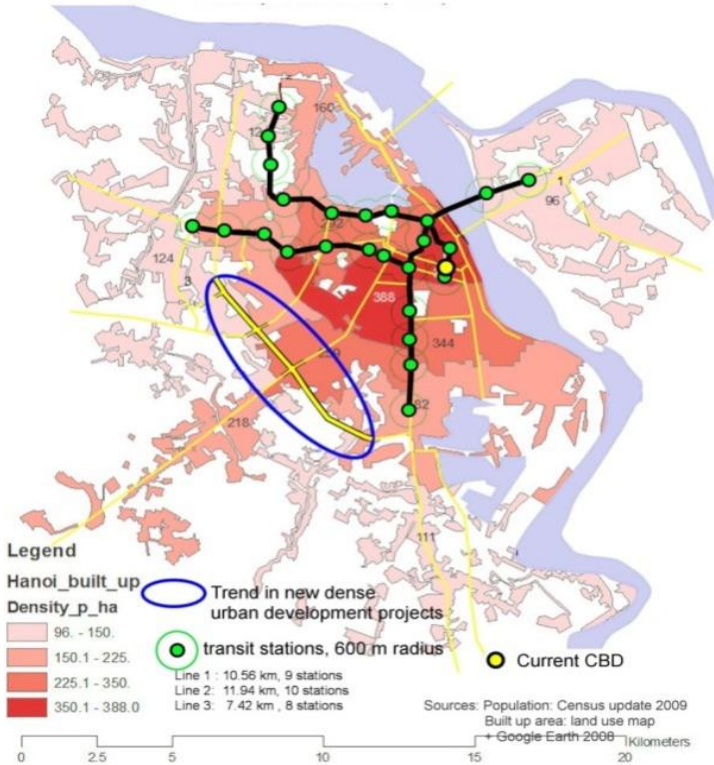 160
1
96
124
3
388
344
82
218
111
Legend
Hanoi_built_up
Density_p_ha
96. - 150.
150.1 - 225.
225.1 - 350.
350.1 - 388.0
Trend in new dense
urban development projects
transit stations, 600 m radius
Line 1 : 10.56 km, 9 stations
Line 2: 11.94 km, 10 stations
Line 3: 7.42 km , 8 stations
Current CBD
Sources: Population: Census update 2009
Built up area: land use map
+ Google Earth 2008
0 2.5 5 10 15 20
Kilometers